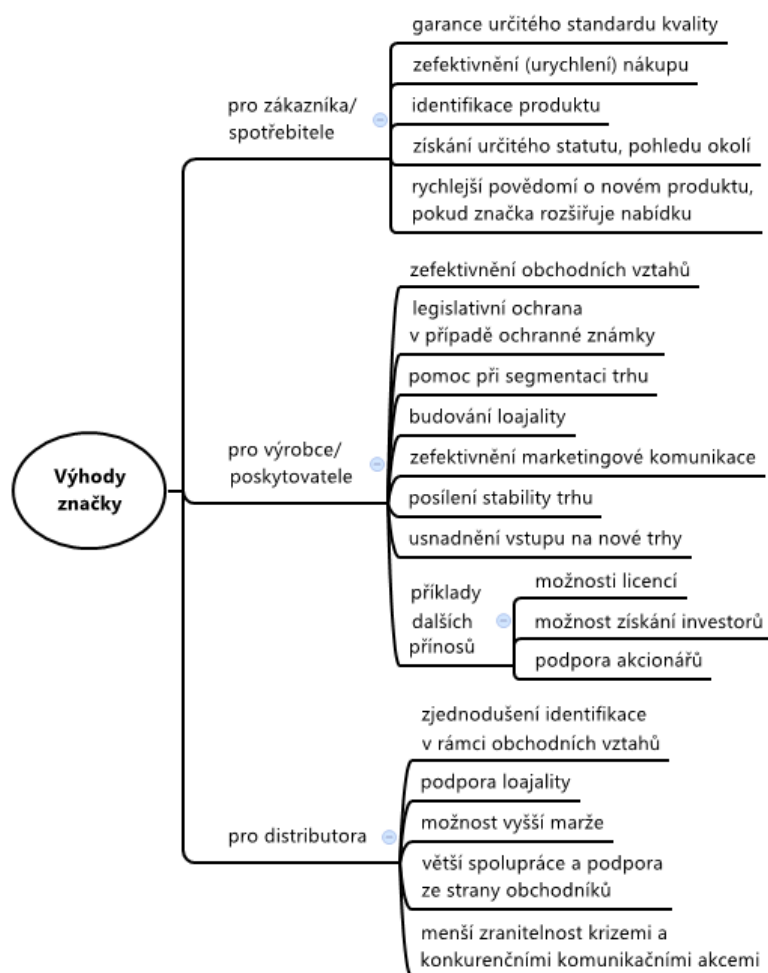 Výhody
značky
pro zákazníka/
spotřebitele
garance určitého standardu kvality
zefektivnění (urychlení) nákupu
identifikace produktu
získání určitého statutu, pohledu okolí
rychlejší povědomí o novém produktu,
pokud značka rozšiřuje nabídku
pro výrobce/
poskytovatele
zefektivnění obchodních vztahů
legislativní ochrana
v případě ochranné známky
pomoc při segmentaci trhu
budování loajality
zefektivnění marketingové komunikace
posílení stability trhu
usnadnění vstupu na nové trhy
příklady
dalších
přínosů
možnosti licencí
možnost získání investorů
podpora akcionářů
pro distributora
zjednodušení identifikace
v rámci obchodních vztahů
podpora loajality
možnost vyšší marže
větší spolupráce a podpora
ze strany obchodníků
menší zranitelnost krizemi a
konkurenčními komunikačními akcemi